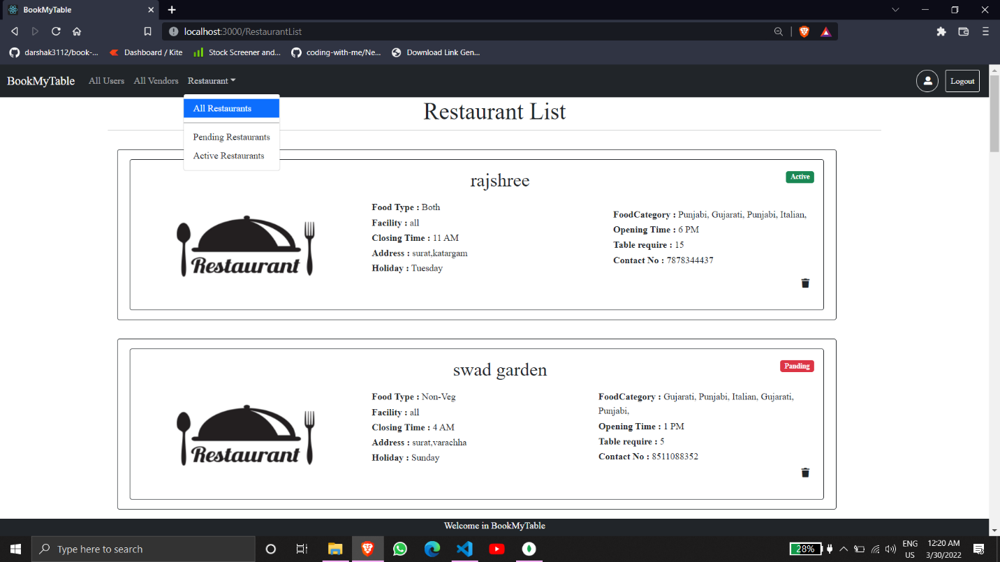 BookMyTable
localhost:3000/RestaurantList
darshak3112/book-...
Dashboard / Kite
Stock Screener and...
coding-with-me/Ne...
Download Link Gen...
BookMyTable
All Users
All Vendors
Restaurant
Logout
All Restaurants
Pending Restaurants
Active Restaurants
Restaurant List
rajshree
Active
Restaurant
Food Type : Both
Facility : all
Closing Time : 11 AM
Address : surat,katargam
Holiday : Tuesday
FoodCategory : Punjabi, Gujarati, Punjabi, Italian,
Opening Time : 6 PM
Table require : 15
Contact No : 7878344437
swad garden
Panding
Restaurant
Food Type : Non-Veg
Facility : all
Closing Time : 4 AM
Address : surat,varachha
Holiday : Sunday
FoodCategory : Gujarati, Punjabi, Italian, Gujarati,
Punjabi,
Opening Time : 1 PM
Table require : 5
Contact No : 8511088352
Welcome in BookMyTable
Type here to search
28%
ENG
US
12:20 AM
3/30/2022